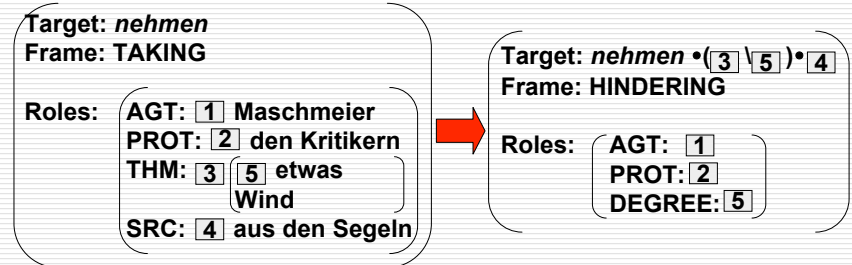 Target: nehmen
Frame: TAKING
Roles: AGT: 1 Maschmeier
PROT: 2 den Kritikern
THM: 3 5 etwas
Wind
SRC: 4 aus den Segeln
Target: nehmen •( 3 \ 5 )• 4
Frame: HINDERING
Roles: AGT: 1
PROT: 2
DEGREE: 5